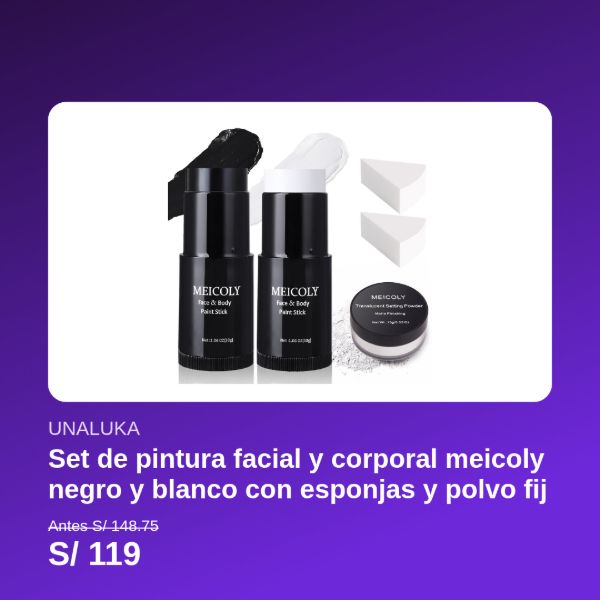 MEICOLY
Face & Body
Paint Stick
MEICOLY
Face & Body
Paint Stick
MEICOLY
Translucent Setting Powder
UNALUKA
Set de pintura facial y corporal meicoly
negro y blanco con esponjas y polvo fij
Antes S/ 148.75
S/ 119